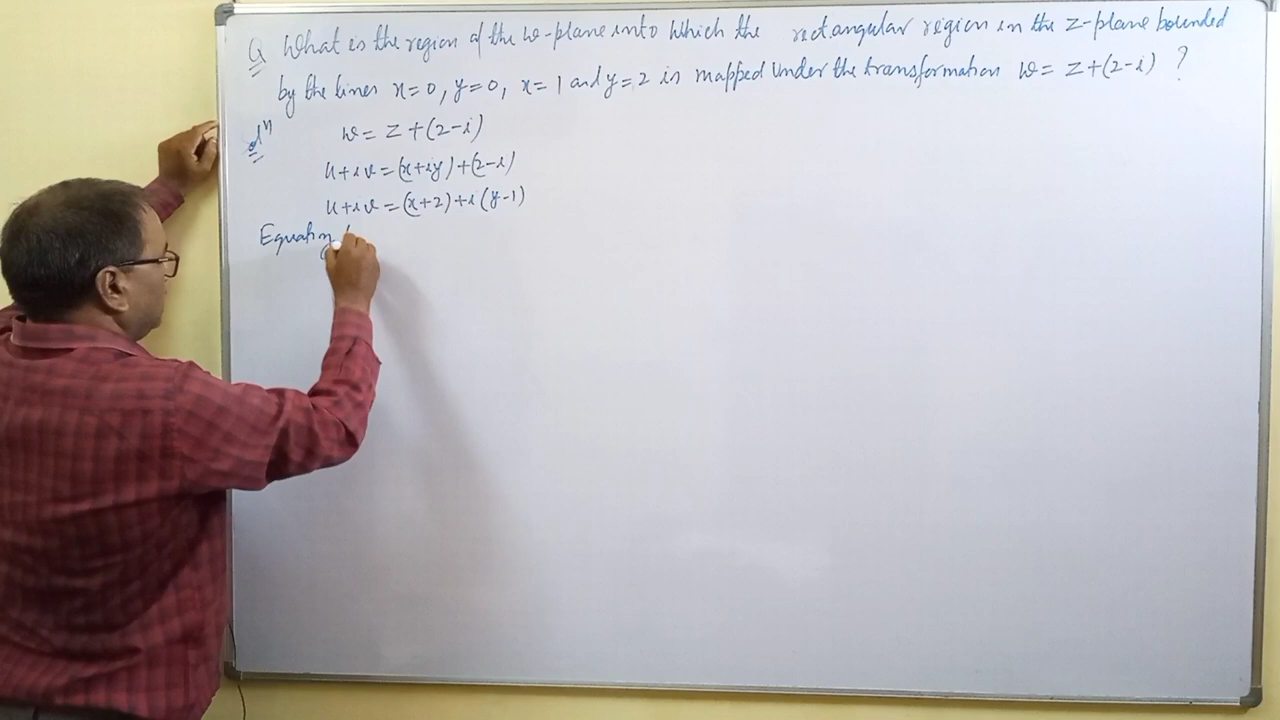 Q What is the region of the w-plane into which the rectangular region in the z-plane bounded
by the lines x=0, y=0, x=1 and y=2 is mapped under the transformation w= z+(2-i) ?
Sol^n w= z+(2-i)
u+iv=(x+iy)+(2-i)
u+iv=(x+2)+i(y-1)
Equating